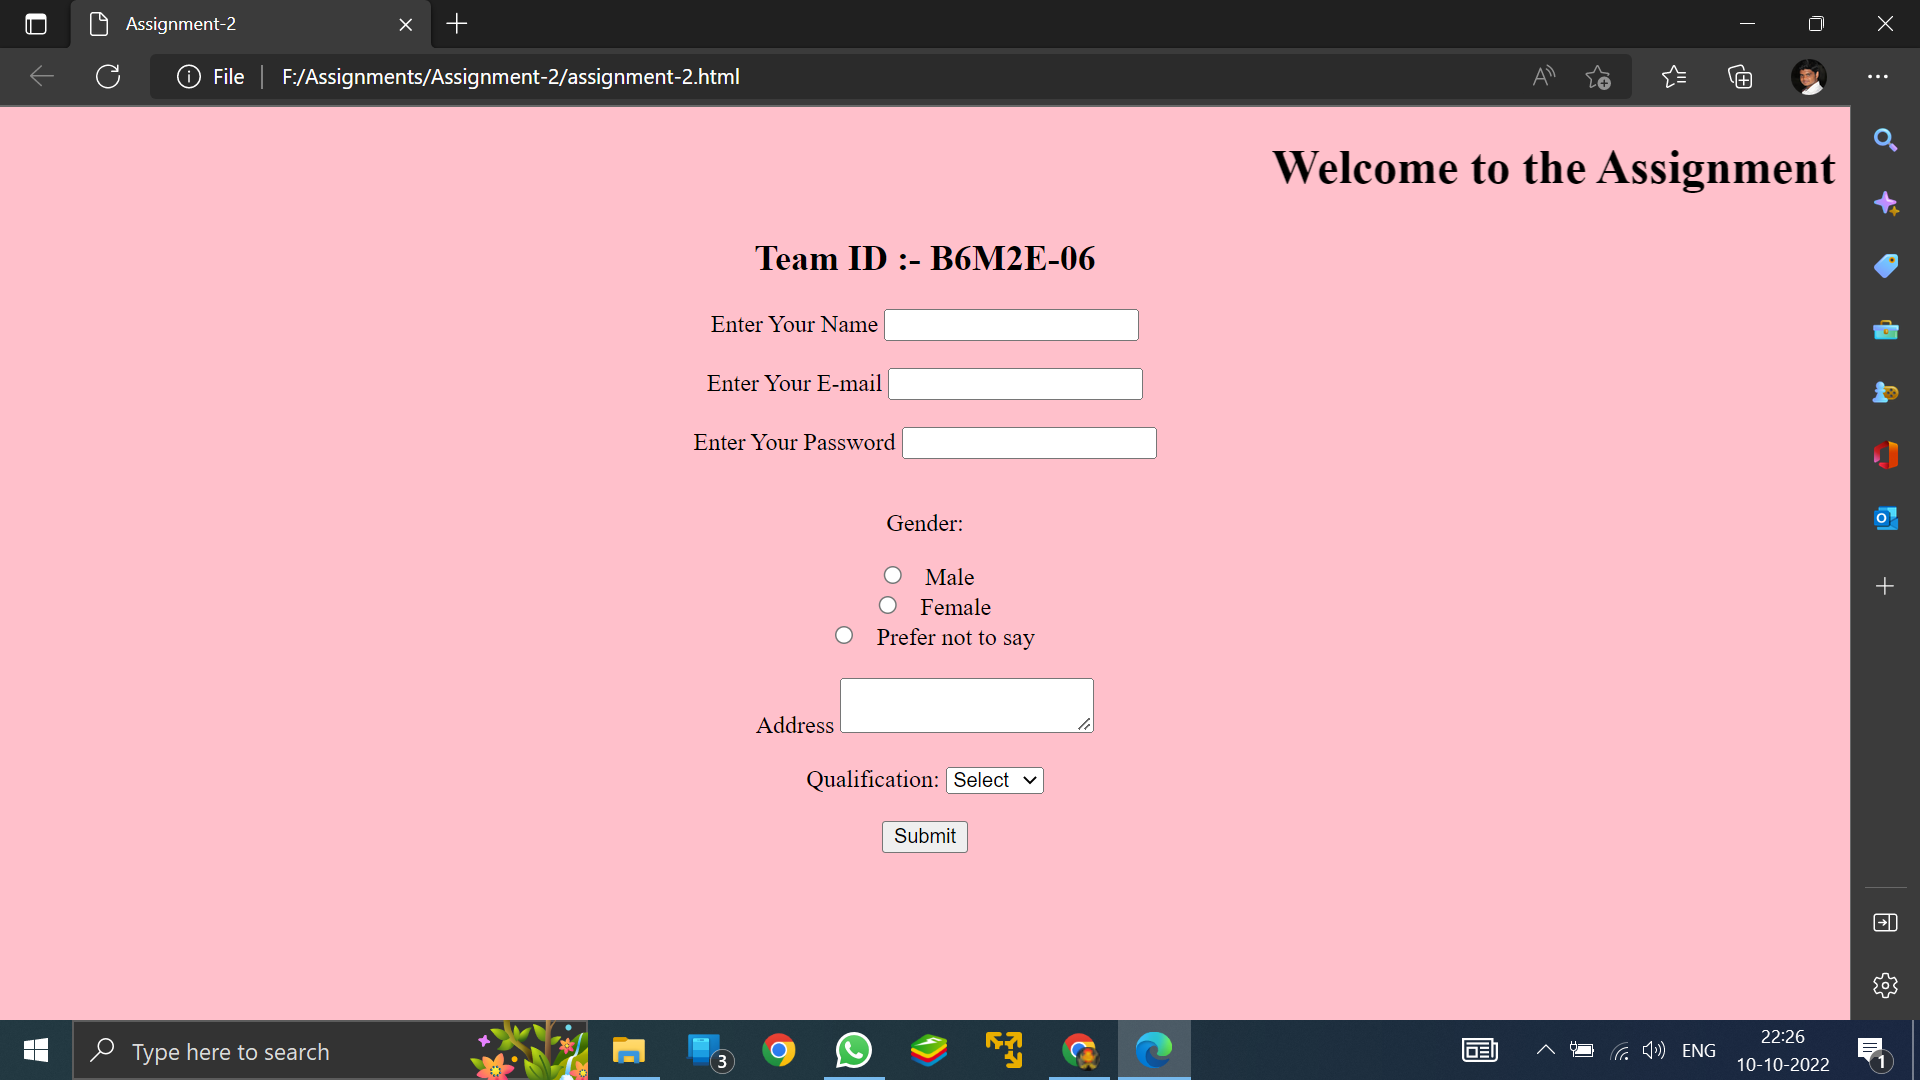 Assignment-2
File
F:/Assignments/Assignment-2/assignment-2.html
Welcome to the Assignment
Team ID :- B6M2E-06
Enter Your Name
Enter Your E-mail
Enter Your Password
Gender:
Male
Female
Prefer not to say
Address
Qualification: Select
Submit
Type here to search
3
ENG
22:26
10-10-2022
1